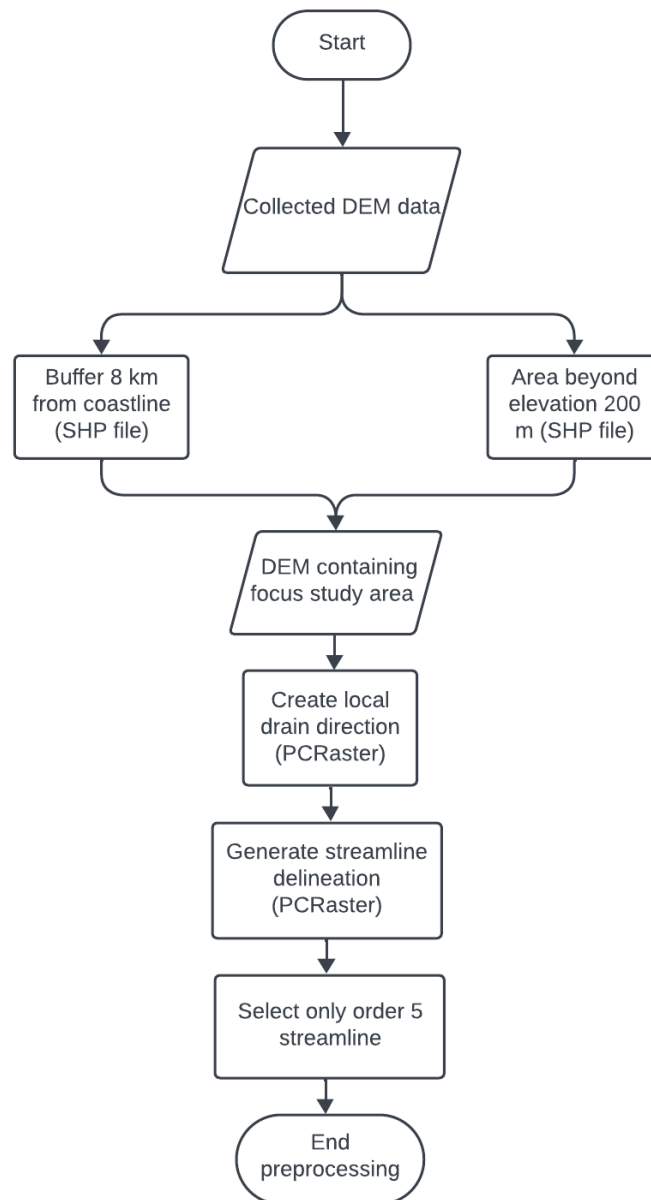 Start
Collected DEM data
Buffer 8 km
from coastline
(SHP file)
Area beyond
elevation 200
m (SHP file)
DEM containing
focus study area
Create local
drain direction
(PCRaster)
Generate streamline
delineation
(PCRaster)
Select only order 5
streamline
End
preprocessing